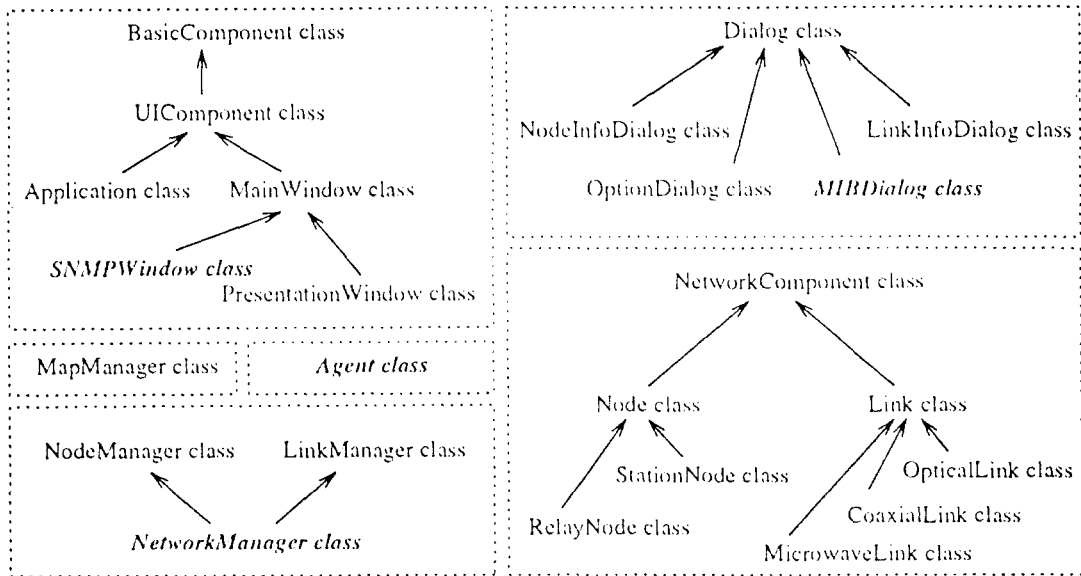 BasicComponent class
UIComponent class
Application class
MainWindow class
SNMPWindow class
PresentationWindow class
MapManager class
Agent class
NodeManager class
LinkManager class
NetworkManager class
Dialog class
NodeInfoDialog class
LinkInfoDialog class
OptionDialog class
MIBDialog class
NetworkComponent class
Node class
Link class
StationNode class
OpticalLink class
RelayNode class
CoaxialLink class
MicrowaveLink class